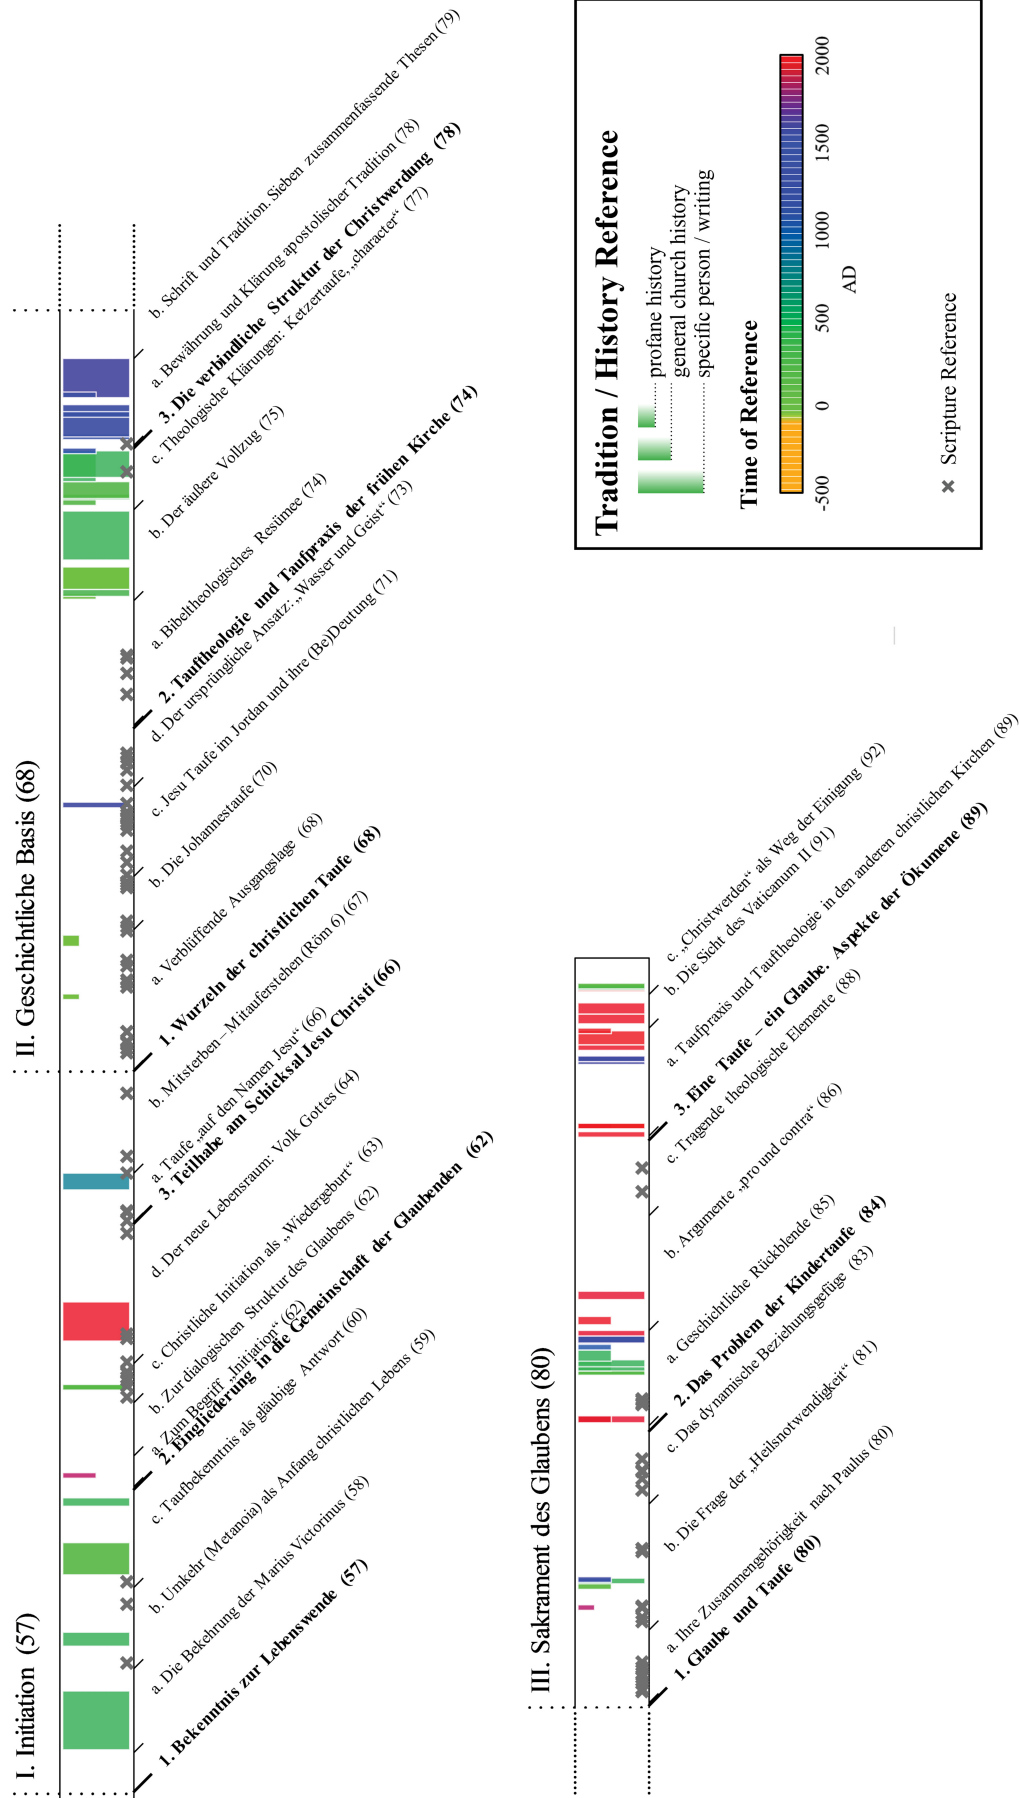 I. Initiation (57)
1. Bekenntnis zur Lebenswende (57)
a. Die Bekehrung der Marius Victorinus (58)
b. Umkehr (Metanoia) als Anfang christlichen Lebens (59)
c. Taufbekenntnis als gläubige Antwort (60)
2. Eingliederung in die Gemeinschaft der Glaubenden (62)
a. Zum Begriff „Initiation“ (62)
b. Zur dialogischen Struktur des Glaubens (62)
c. Christliche Initiation als „Wiedergeburt“ (63)
d. Der neue Lebensraum: Volk Gottes (64)
3. Teilhabe am Schicksal Jesu Christi (66)
a. Taufe „auf den Namen Jesu“ (66)
b. Mitsterben–Mitauferstehen (Röm 6) (67)
II. Geschichtliche Basis (68)
1. Wurzeln der christlichen Taufe (68)
a. Verblüffende Ausgangslage (68)
b. Die Johannestaufe (70)
c. Jesu Taufe im Jordan und ihre (Be)Deutung (71)
d. Der ursprüngliche Ansatz: „Wasser und Geist“ (73)
2. Tauftheologie und Taufpraxis der frühen Kirche (74)
a. Bibeltheologisches Resümee (74)
b. Der äußere Vollzug (75)
c. Theologische Klärungen: Ketzertaufe, „character“ (77)
3. Die verbindliche Struktur der Christwerdung (78)
a. Bewährung und Klärung apostolischer Tradition (78)
b. Schrift und Tradition. Sieben zusammenfassende Thesen (79)
III. Sakrament des Glaubens (80)
1. Glaube und Taufe (80)
a. Ihre Zusammengehörigkeit nach Paulus (80)
b. Die Frage der „Heilsnotwendigkeit“ (81)
c. Das dynamische Beziehungsgefüge (83)
2. Das Problem der Kindertaufe (84)
a. Geschichtliche Rückblende (85)
b. Argumente „pro und contra“ (86)
c. Tragende theologische Elemente (88)
3. Eine Taufe – ein Glaube. Aspekte der Ökumene (89)
a. Taufpraxis und Tauftheologie in den anderen christlichen Kirchen (89)
b. Die Sicht des Vaticanum II (91)
c. „Christwerden“ als Weg der Einigung (92)
Tradition / History Reference
profane history
general church history
specific person / writing
Time of Reference
-500 0 500 1000 1500 2000
AD
Scripture Reference